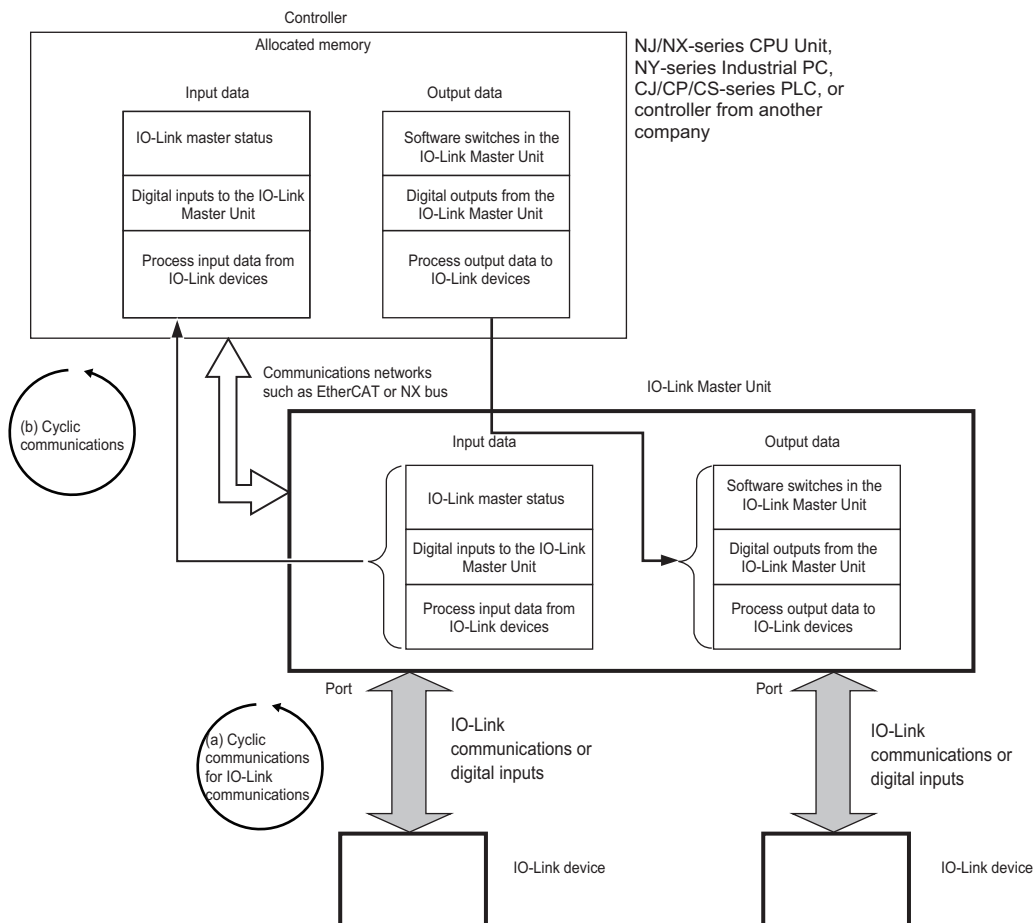 Controller
Allocated memory
NJ/NX-series CPU Unit,
NY-series Industrial PC,
CJ/CP/CS-series PLC, or
controller from another
company
Input data
IO-Link master status
Digital inputs to the IO-Link
Master Unit
Process input data from
IO-Link devices
Output data
Software switches in the
IO-Link Master Unit
Digital outputs from the
IO-Link Master Unit
Process output data to
IO-Link devices
(b) Cyclic
communications
Communications networks
such as EtherCAT or NX bus
IO-Link Master Unit
Input data
IO-Link master status
Digital inputs to the IO-Link
Master Unit
Process input data from
IO-Link devices
Output data
Software switches in the
IO-Link Master Unit
Digital outputs from the
IO-Link Master Unit
Process output data to
IO-Link devices
Port
Port
(a) Cyclic
communications
for IO-Link
communications
IO-Link
communications or
digital inputs
IO-Link
communications or
digital inputs
IO-Link device
IO-Link device